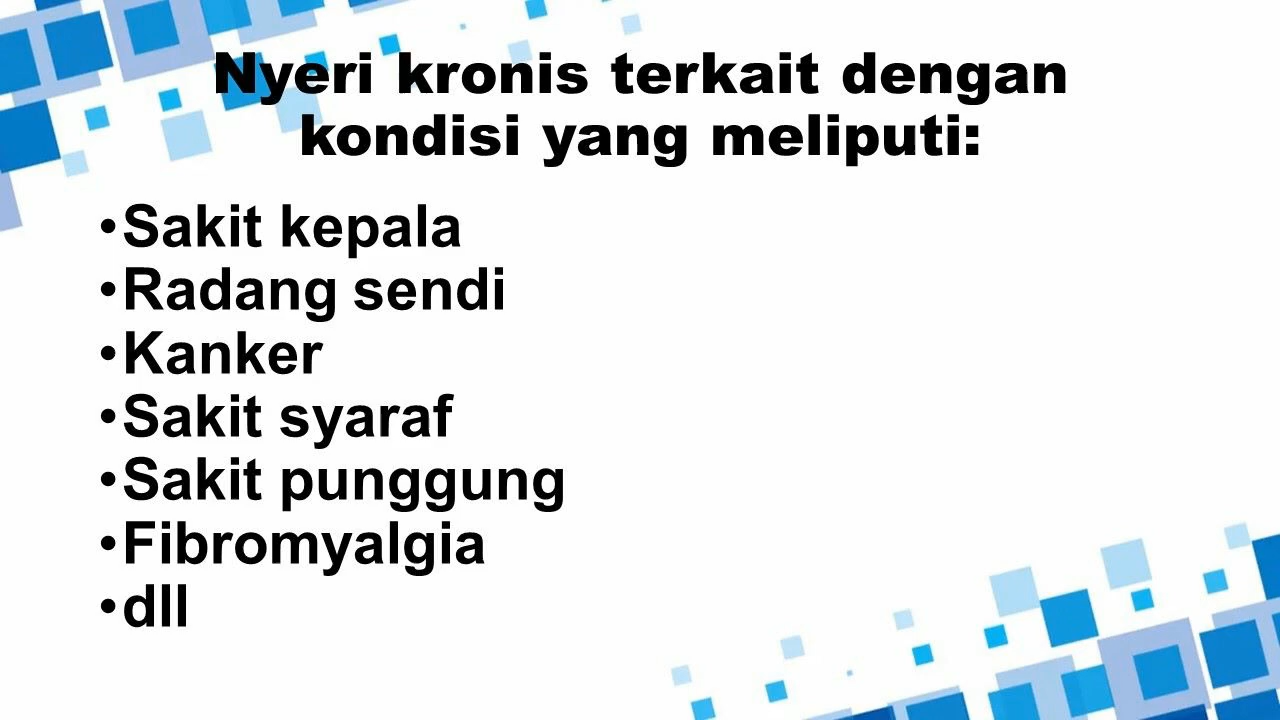 Nyeri kronis terkait dengan
kondisi yang meliputi:
•Sakit kepala
•Radang sendi
•Kanker
•Sakit syaraf
•Sakit punggung
•Fibromyalgia
•dll